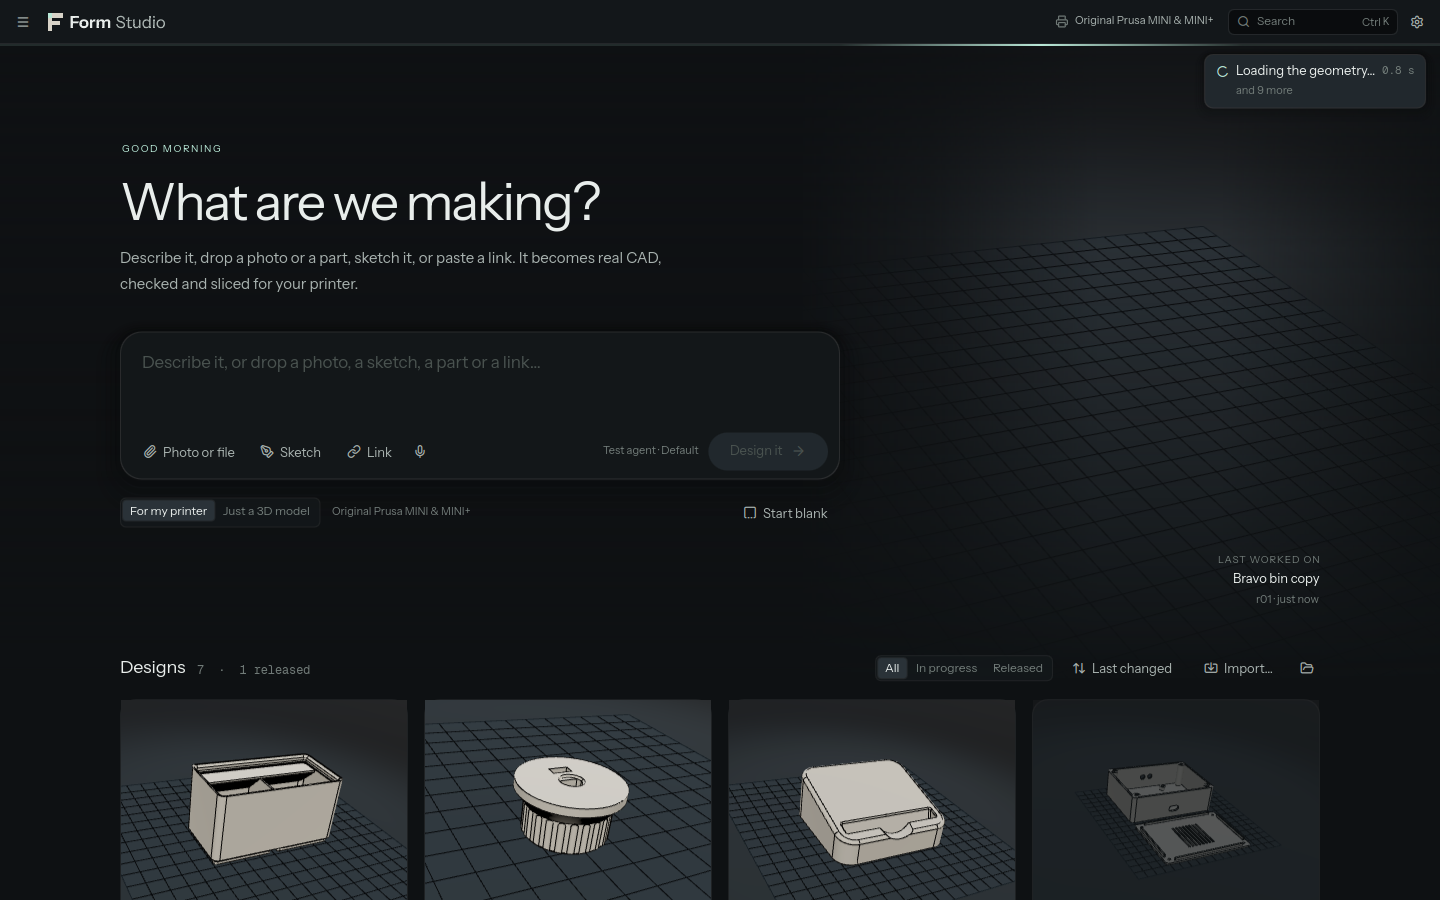 Form Studio
Original Prusa MINI & MINI+
Search
Ctrl K
Loading the geometry... 0.8 s
and 9 more
GOOD MORNING
What are we making?
Describe it, drop a photo or a part, sketch it, or paste a link. It becomes real CAD,
checked and sliced for your printer.
Describe it, or drop a photo, a sketch, a part or a link...
Photo or file
Sketch
Link
Test agent · Default
Design it
For my printer
Just a 3D model
Original Prusa MINI & MINI+
Start blank
LAST WORKED ON
Bravo bin copy
r01 · just now
Designs 7 · 1 released
All
In progress
Released
Last changed
Import...